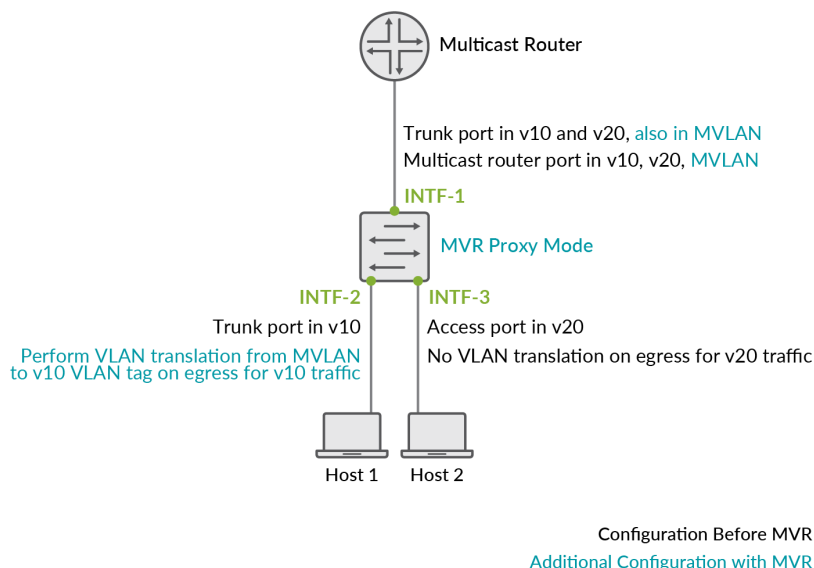 Multicast Router
Trunk port in v10 and v20, also in MVLAN
Multicast router port in v10, v20, MVLAN
INTF-1
MVR Proxy Mode
INTF-2
INTF-3
Trunk port in v10
Access port in v20
Perform VLAN translation from MVLAN
to v10 VLAN tag on egress for v10 traffic
No VLAN translation on egress for v20 traffic
Host 1
Host 2
Configuration Before MVR
Additional Configuration with MVR